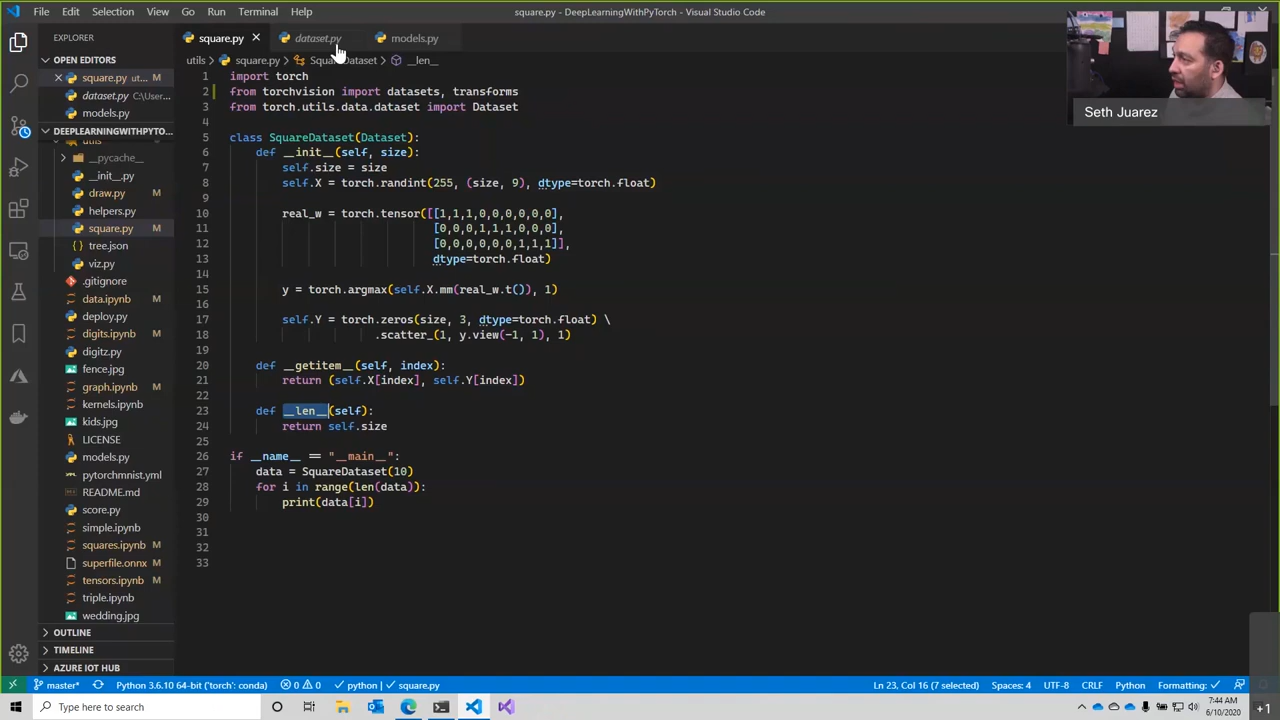 File Edit Selection View Go Run Terminal Help
square.py - DeepLearningWithPyTorch - Visual Studio Code
EXPLORER
OPEN EDITORS
square.py ut... M
dataset.py C:\User...
models.py
DEEPLEARNINGWITHPYTO...
utils
__pycache__
__init__.py
draw.py M
helpers.py
square.py M
tree.json
viz.py
.gitignore
data.ipynb M
deploy.py
digits.ipynb M
digitz.py
fence.jpg
graph.ipynb M
kernels.ipynb
kids.jpg
LICENSE
models.py
pytorchmnist.yml
README.md
score.py
simple.ipynb
squares.ipynb M
superfile.onnx M
tensors.ipynb M
triple.ipynb
wedding.jpg
OUTLINE
TIMELINE
AZURE IOT HUB
square.py dataset.py models.py
utils > square.py > SquareDataset > __len__
1 import torch
2 from torchvision import datasets, transforms
3 from torch.utils.data.dataset import Dataset
4
5 class SquareDataset(Dataset):
6 def __init__(self, size):
7 self.size = size
8 self.X = torch.randint(255, (size, 9), dtype=torch.float)
9
10 real_w = torch.tensor([[1,1,1,0,0,0,0,0,0],
11 [0,0,0,1,1,1,0,0,0],
12 [0,0,0,0,0,0,1,1,1]],
13 dtype=torch.float)
14
15 y = torch.argmax(self.X.mm(real_w.t()), 1)
16
17 self.Y = torch.zeros(size, 3, dtype=torch.float) \
18 .scatter_(1, y.view(-1, 1), 1)
19
20 def __getitem__(self, index):
21 return (self.X[index], self.Y[index])
22
23 def __len__(self):
24 return self.size
25
26 if __name__ == "__main__":
27 data = SquareDataset(10)
28 for i in range(len(data)):
29 print(data[i])
30
31
32
33
Seth Juarez
master* Python 3.6.10 64-bit ('torch': conda) 0 0 python | square.py Ln 23, Col 16 (7 selected) Spaces: 4 UTF-8 CRLF Python Formatting:
Type here to search
7:44 AM
6/10/2020
+1